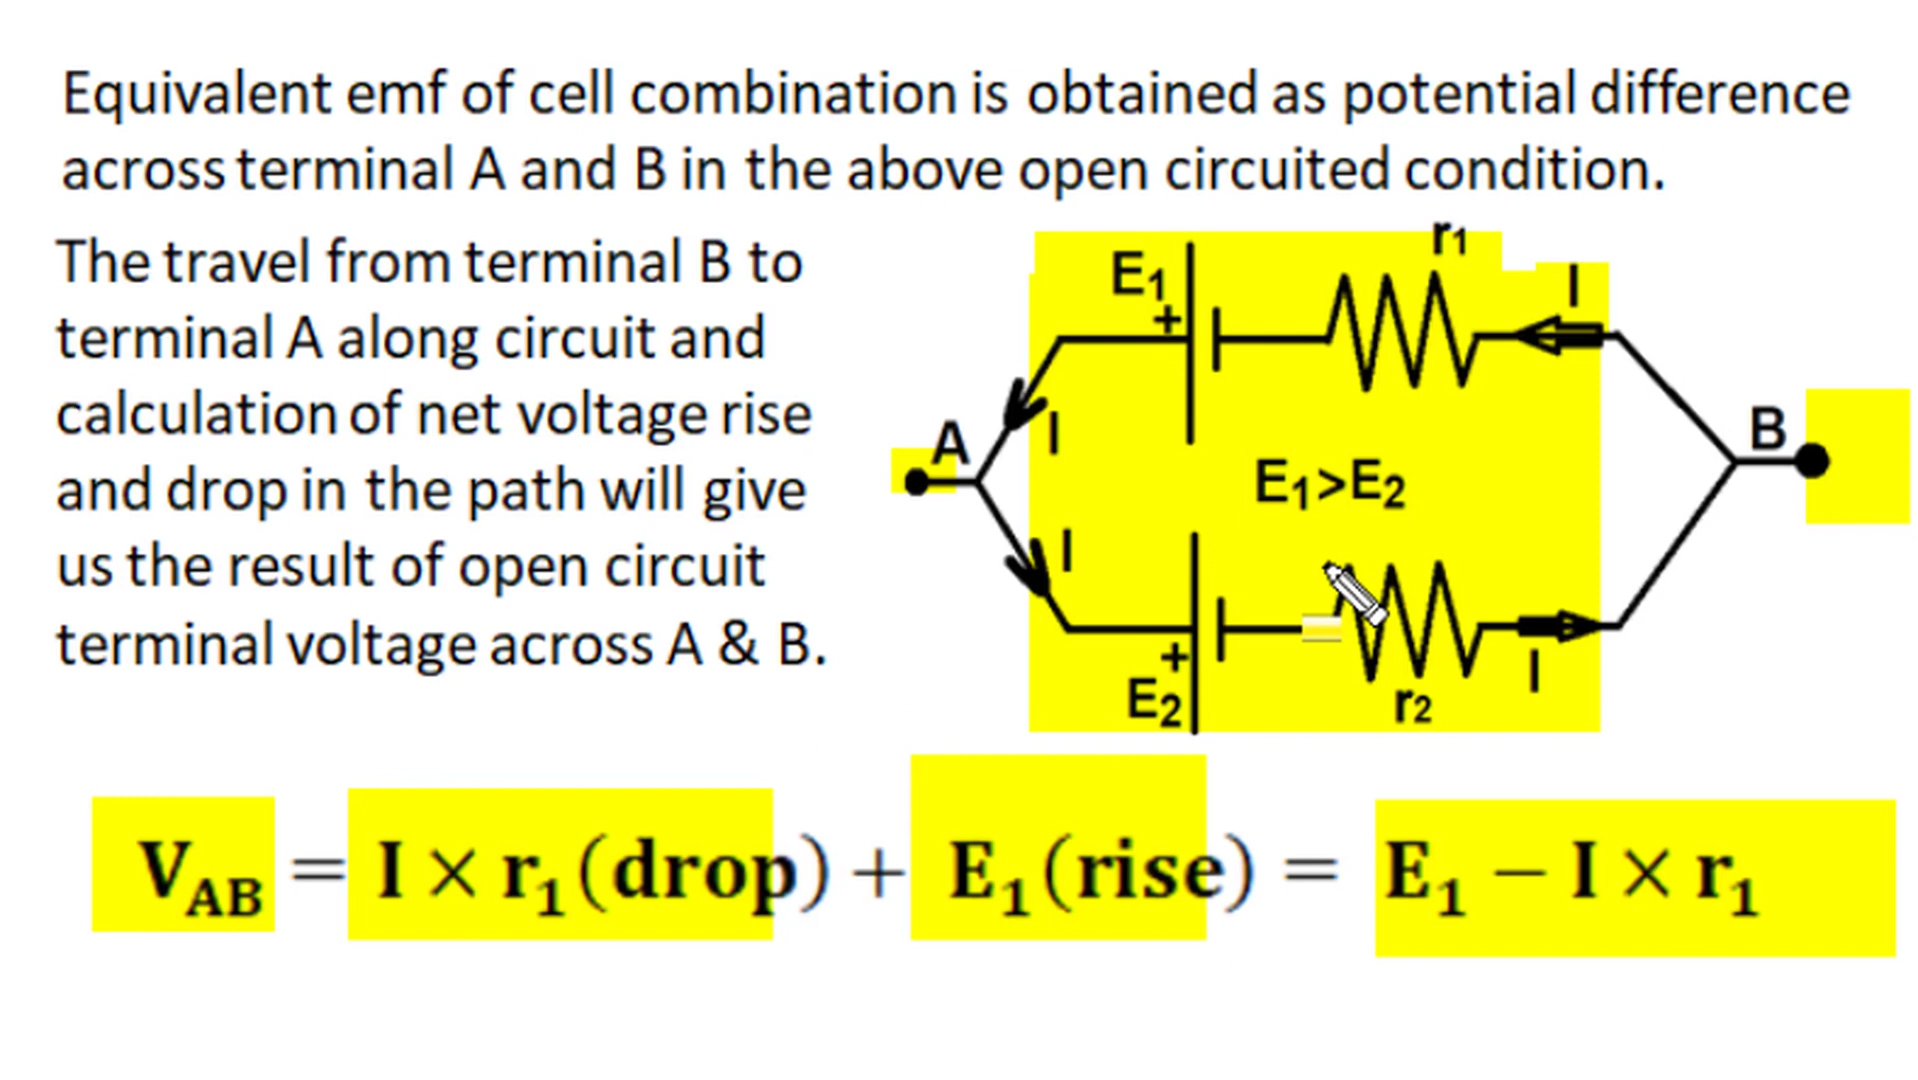 Equivalent emf of cell combination is obtained as potential difference
across terminal A and B in the above open circuited condition.
The travel from terminal B to
terminal A along circuit and
calculation of net voltage rise
and drop in the path will give
us the result of open circuit
terminal voltage across A & B.
r₁
E₁
I
+
I
A
B
E₁>E₂
I
+
I
E₂
r₂
V_AB = I × r₁(drop) + E₁(rise) = E₁ − I × r₁